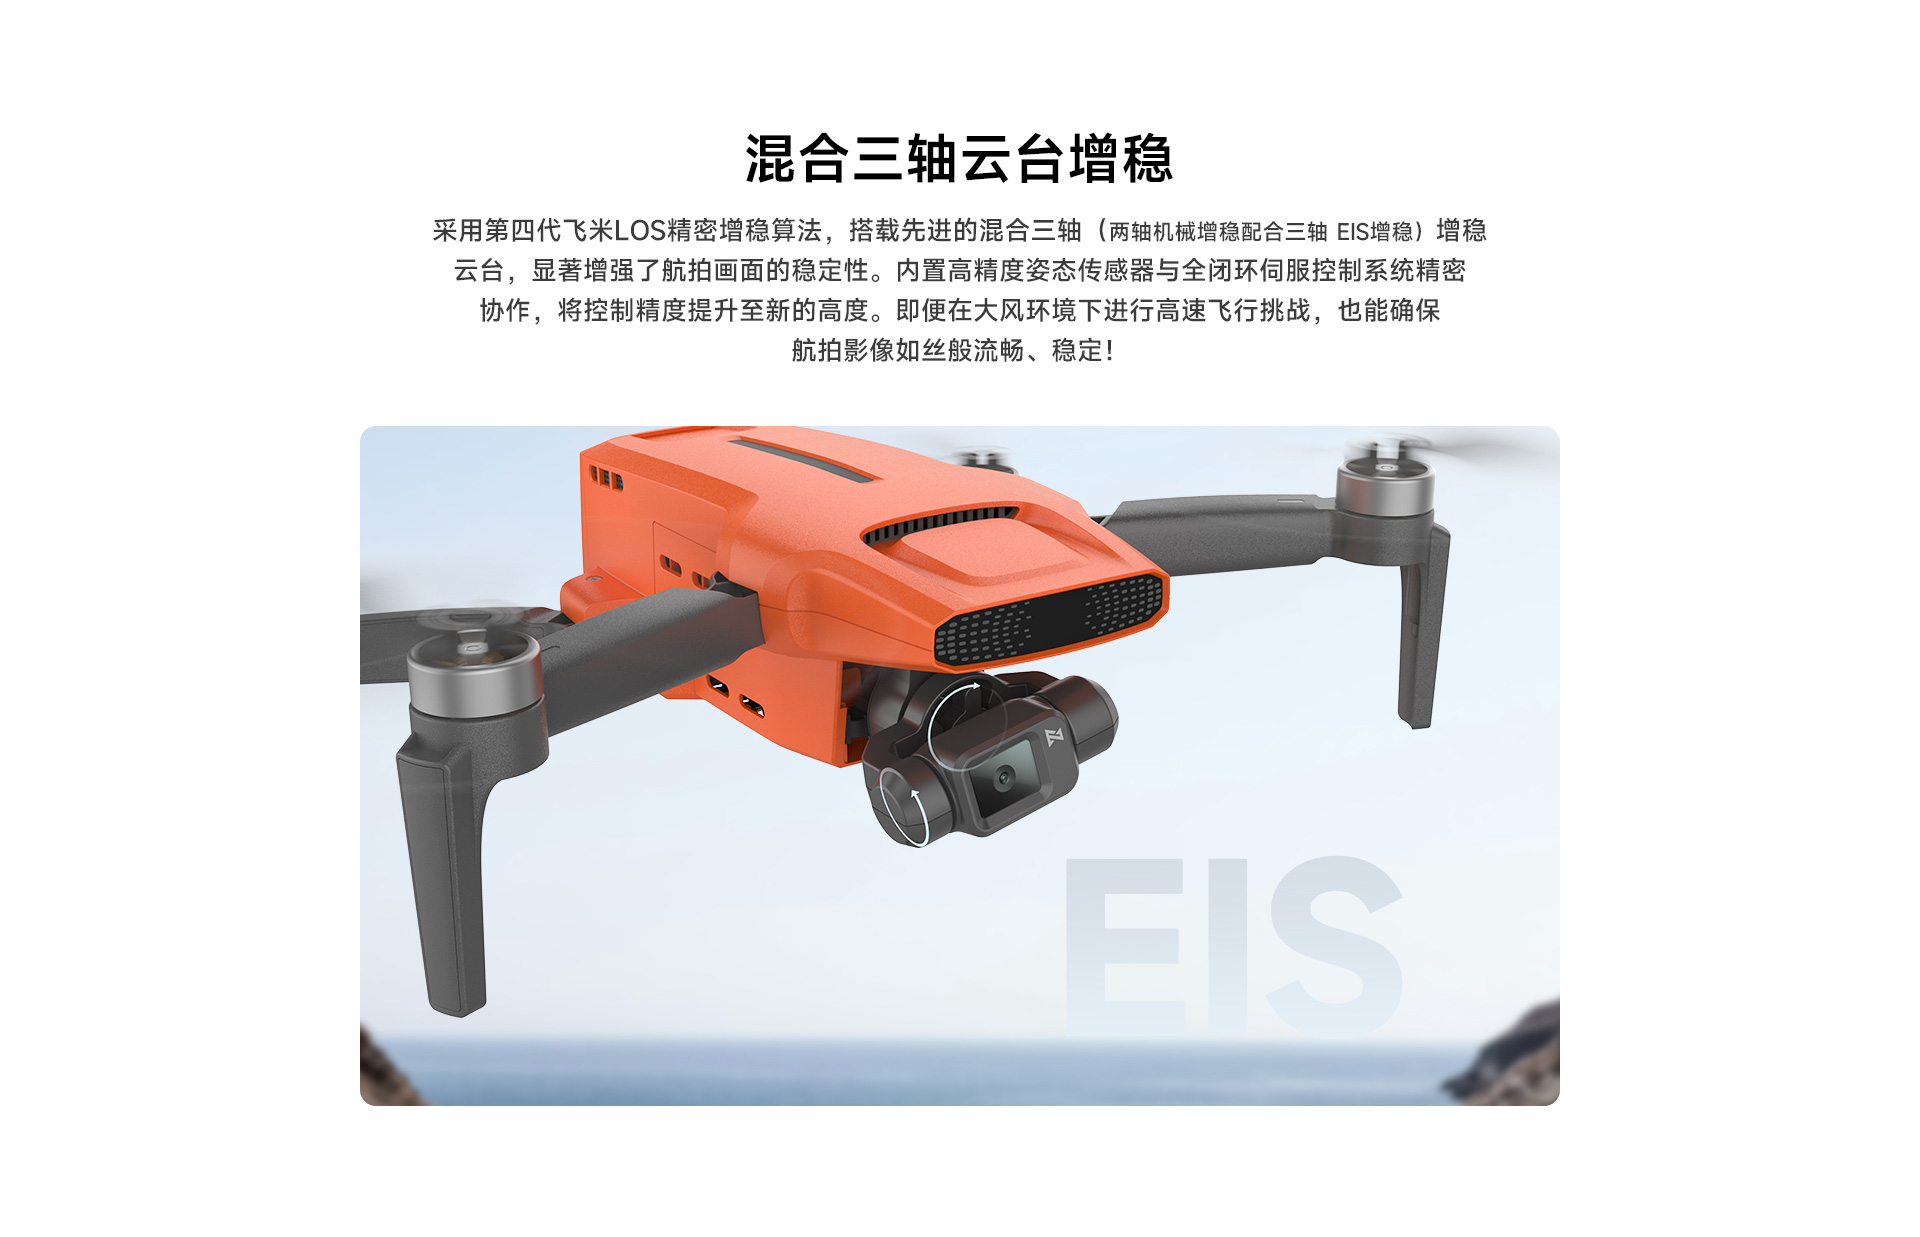 混合三轴云台增稳
采用第四代飞米LOS精密增稳算法，搭载先进的混合三轴（两轴机械增稳配合三轴 EIS增稳）增稳
云台，显著增强了航拍画面的稳定性。内置高精度姿态传感器与全闭环伺服控制系统精密
协作，将控制精度提升至新的高度。即便在大风环境下进行高速飞行挑战，也能确保
航拍影像如丝般流畅、稳定！
EIS